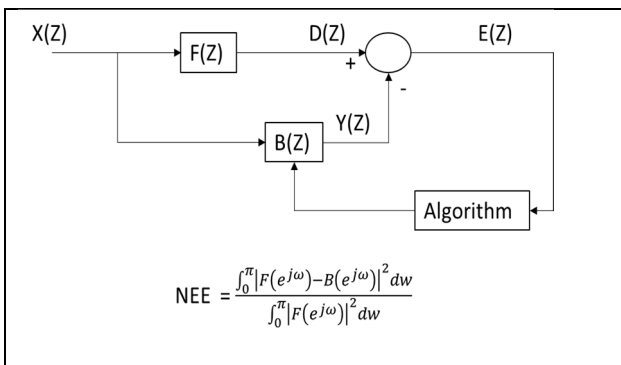 X(Z) F(Z) D(Z) + E(Z)
-
B(Z) Y(Z)
Algorithm
NEE = ∫₀^π|F(e^{jω})−B(e^{jω})|² dw / ∫₀^π|F(e^{jω})|² dw